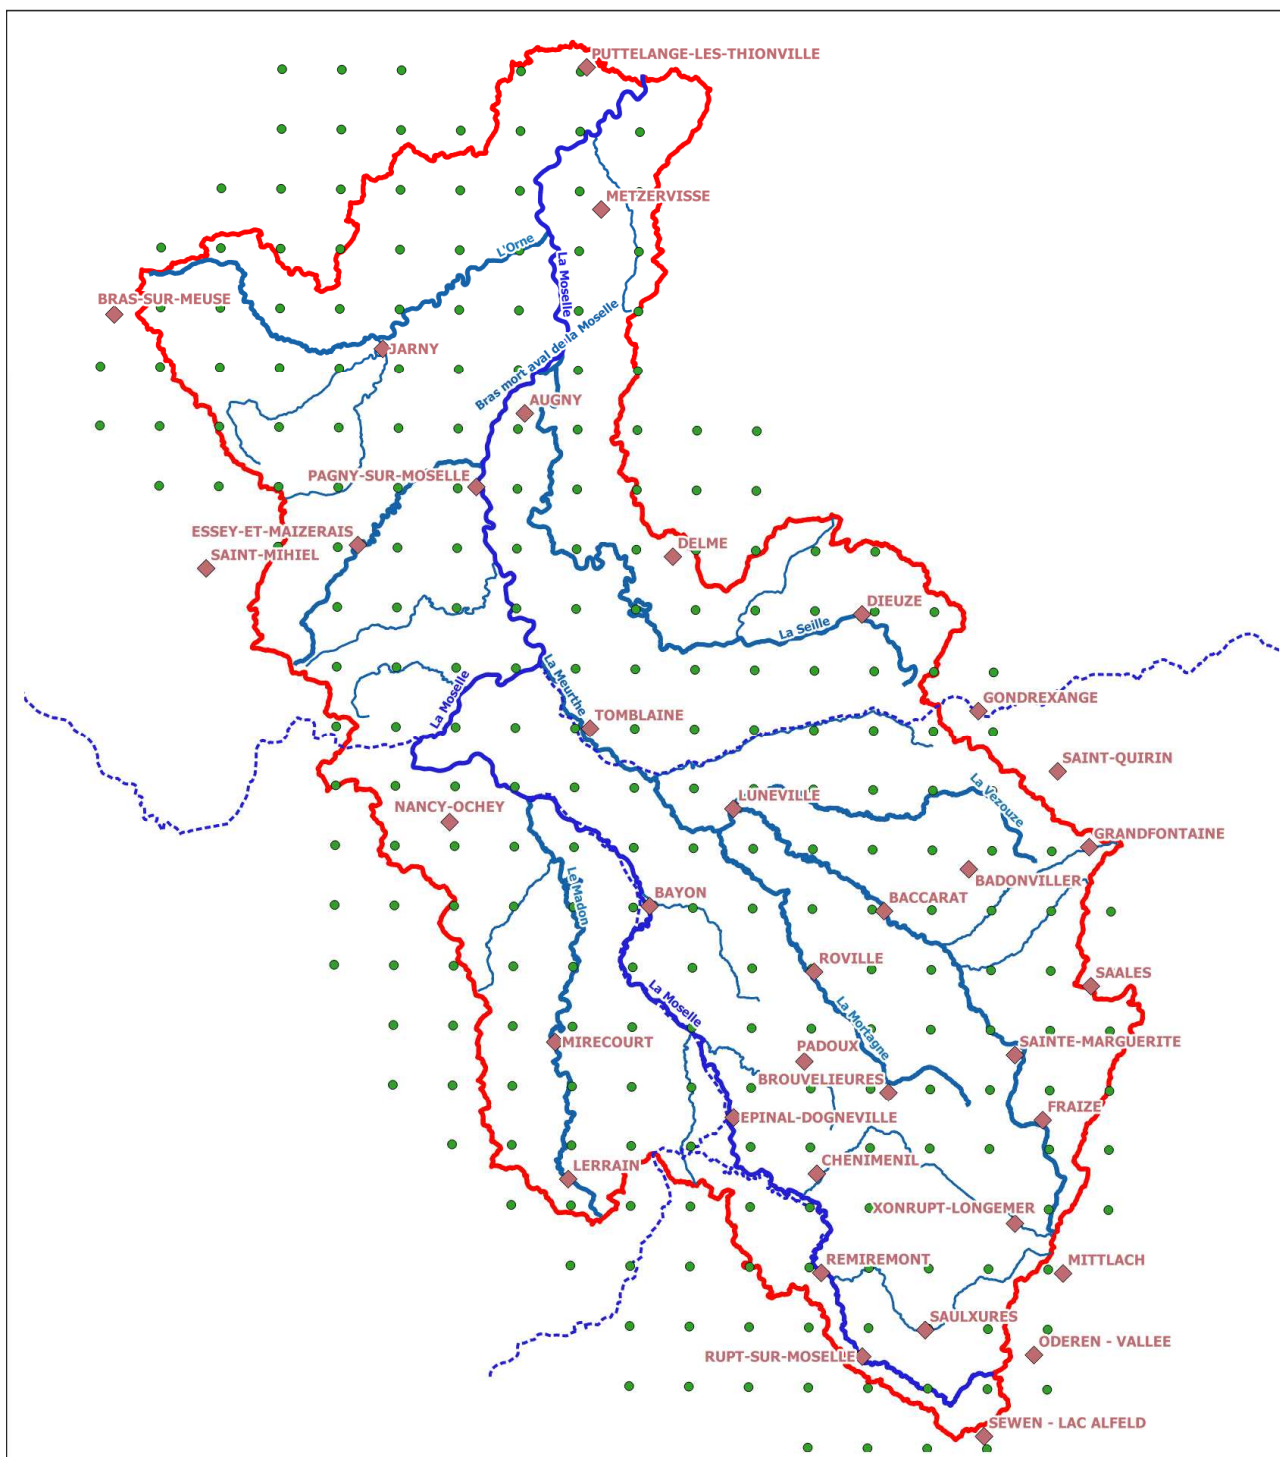 PUTTELANGE-LES-THIONVILLE
METZERVISSE
L'Orne
La Moselle
BRAS-SUR-MEUSE
Bras mort aval de la Moselle
JARNY
AUGNY
PAGNY-SUR-MOSELLE
ESSEY-ET-MAIZERAIS
DELME
SAINT-MIHIEL
DIEUZE
La Seille
La Meurthe
La Moselle
GONDREXANGE
TOMBLAINE
SAINT-QUIRIN
LUNEVILLE
La Vezouze
NANCY-OCHEY
GRANDFONTAINE
BADONVILLER
Le Madon
BAYON
BACCARAT
ROVILLE
SAALES
La Moselle
La Mortagne
MIRECOURT
PADOUX
SAINTE-MARGUERITE
BROUVELIEURES
FRAIZE
EPINAL-DOGNEVILLE
LERRAIN
CHENIMENIL
XONRUPT-LONGEMER
REMIREMONT
MITTLACH
SAULXURES
ODEREN - VALLEE
RUPT-SUR-MOSELLE
SEWEN - LAC ALFELD